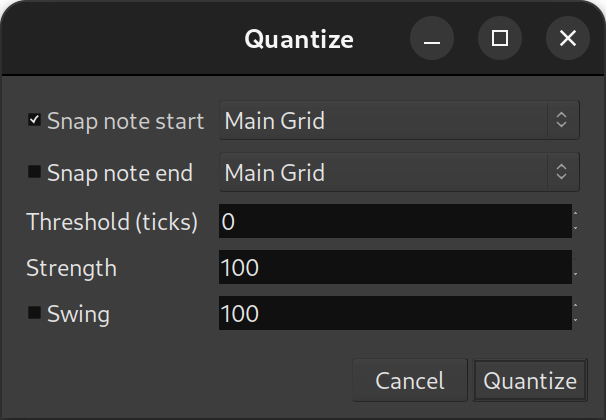 Quantize
Snap note start Main Grid
Snap note end Main Grid
Threshold (ticks) 0
Strength 100
Swing 100
Cancel Quantize